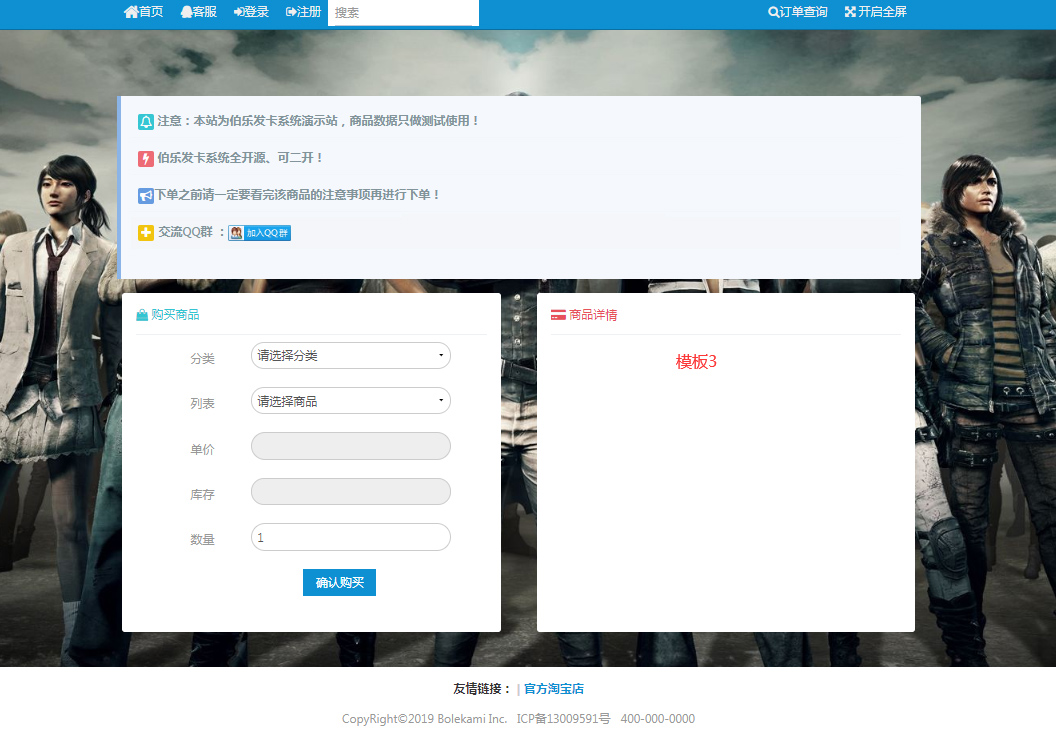 首页 客服 登录 注册 搜索 订单查询 开启全屏
注意：本站为伯乐发卡系统演示站，商品数据只做测试使用！
伯乐发卡系统全开源、可二开！
下单之前请一定要看完该商品的注意事项再进行下单！
交流QQ群 ： 加入QQ群
购买商品
分类 请选择分类
列表 请选择商品
单价
库存
数量 1
确认购买
商品详情
模板3
友情链接： | 官方淘宝店
CopyRight©2019 Bolekami Inc. ICP备13009591号 400-000-0000